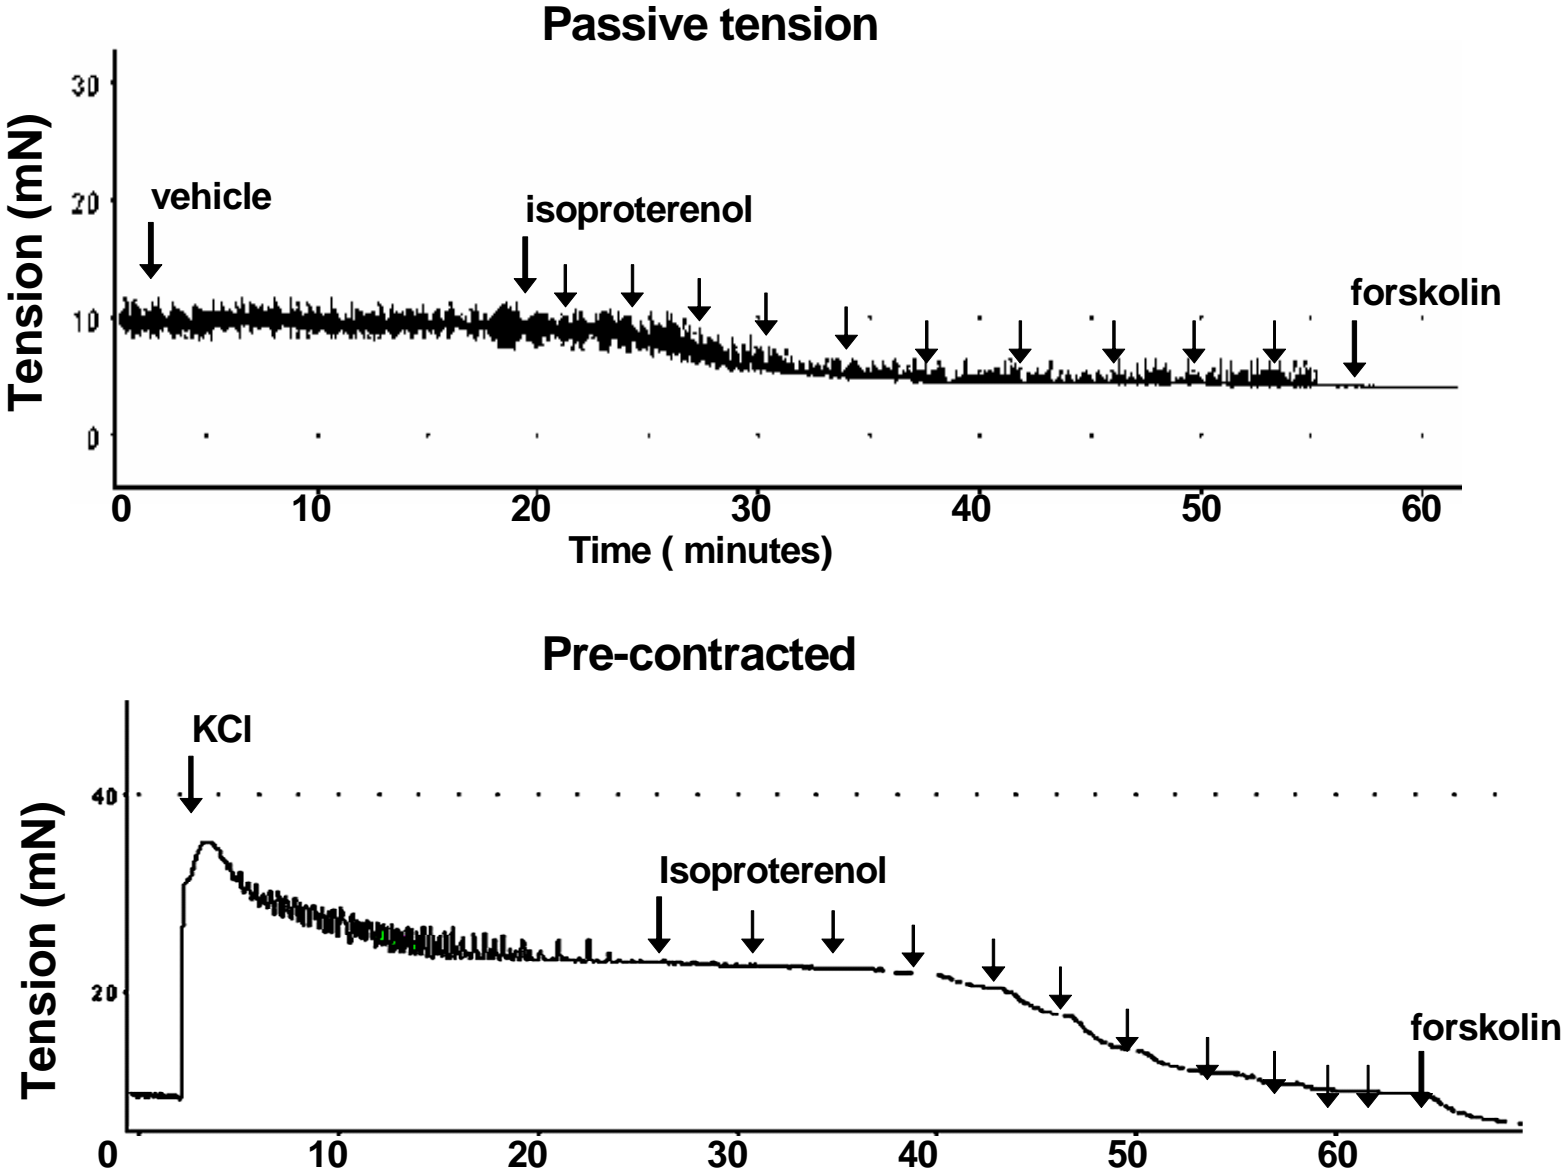 Passive tension
Tension (mN)
30
20
10
0
vehicle
isoproterenol
forskolin
0 10 20 30 40 50 60
Time ( minutes)
Pre-contracted
Tension (mN)
40
20
KCl
Isoproterenol
forskolin
0 10 20 30 40 50 60